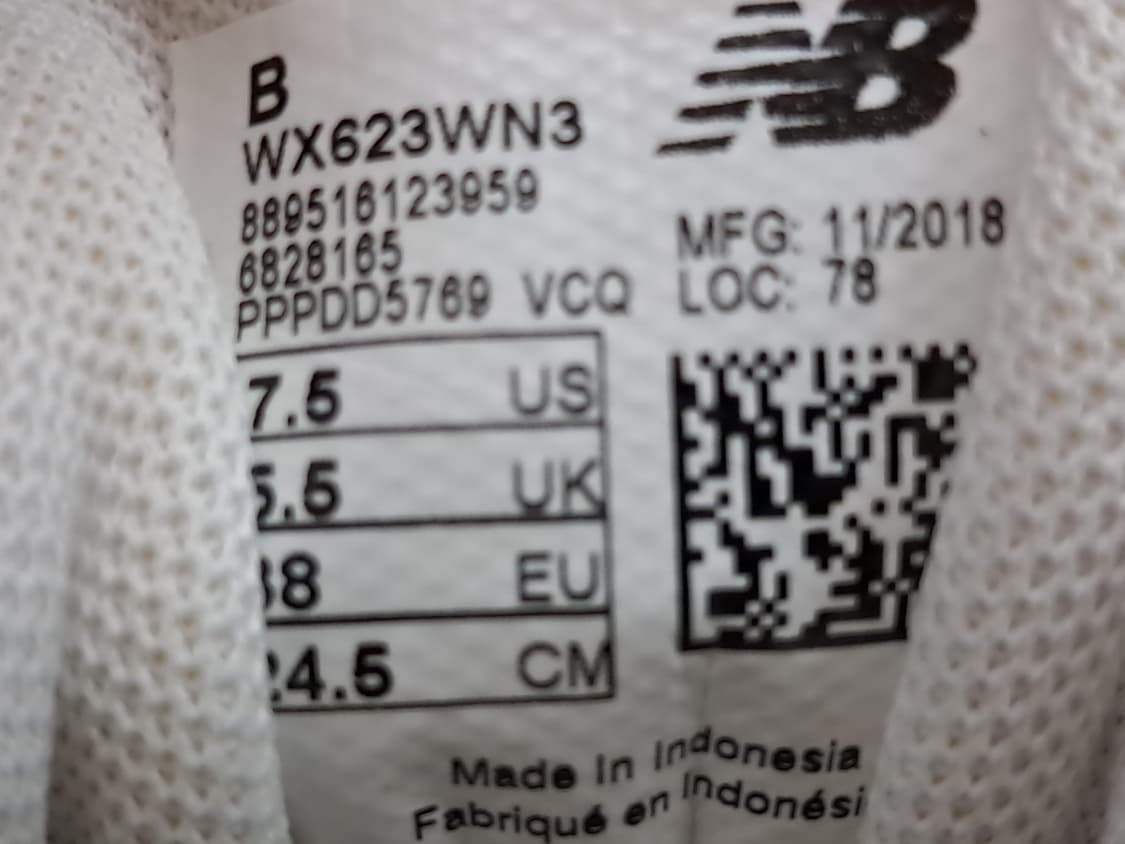 B
WX623WN3
889516123959
6828165
PPPDD5769 VCQ
NB
MFG: 11/2018
LOC: 78
7.5 US
5.5 UK
38 EU
24.5 CM
Made in Indonesia
Fabriqué en Indonési